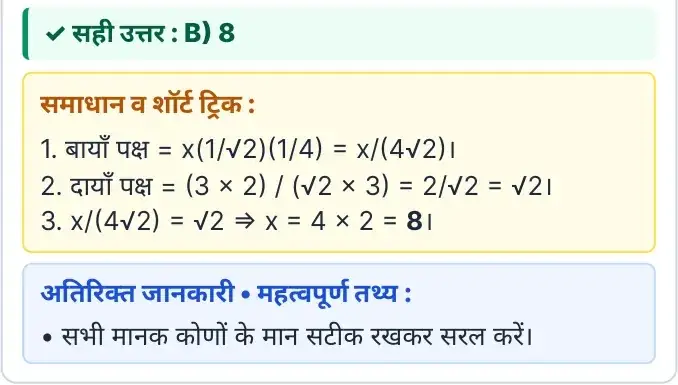 ✓ सही उत्तर : B) 8
समाधान व शॉर्ट ट्रिक :
1. बायाँ पक्ष = x(1/√2)(1/4) = x/(4√2)।
2. दायाँ पक्ष = (3 × 2) / (√2 × 3) = 2/√2 = √2।
3. x/(4√2) = √2 ⇒ x = 4 × 2 = 8।
अतिरिक्त जानकारी • महत्वपूर्ण तथ्य :
• सभी मानक कोणों के मान सटीक रखकर सरल करें।